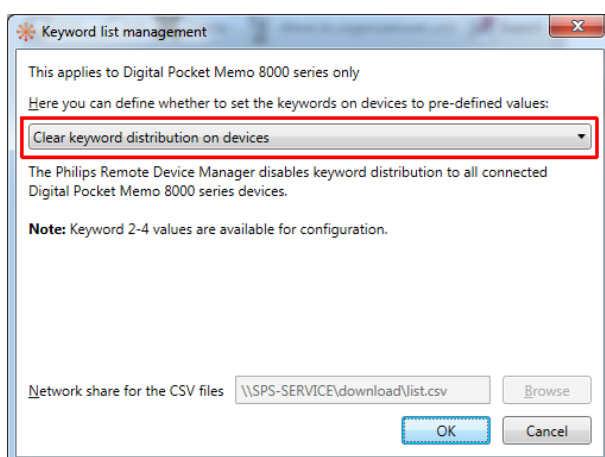 Keyword list management
This applies to Digital Pocket Memo 8000 series only
Here you can define whether to set the keywords on devices to pre-defined values:
Clear keyword distribution on devices
The Philips Remote Device Manager disables keyword distribution to all connected
Digital Pocket Memo 8000 series devices.
Note: Keyword 2-4 values are available for configuration.
Network share for the CSV files \\SPS-SERVICE\download\list.csv Browse
OK Cancel